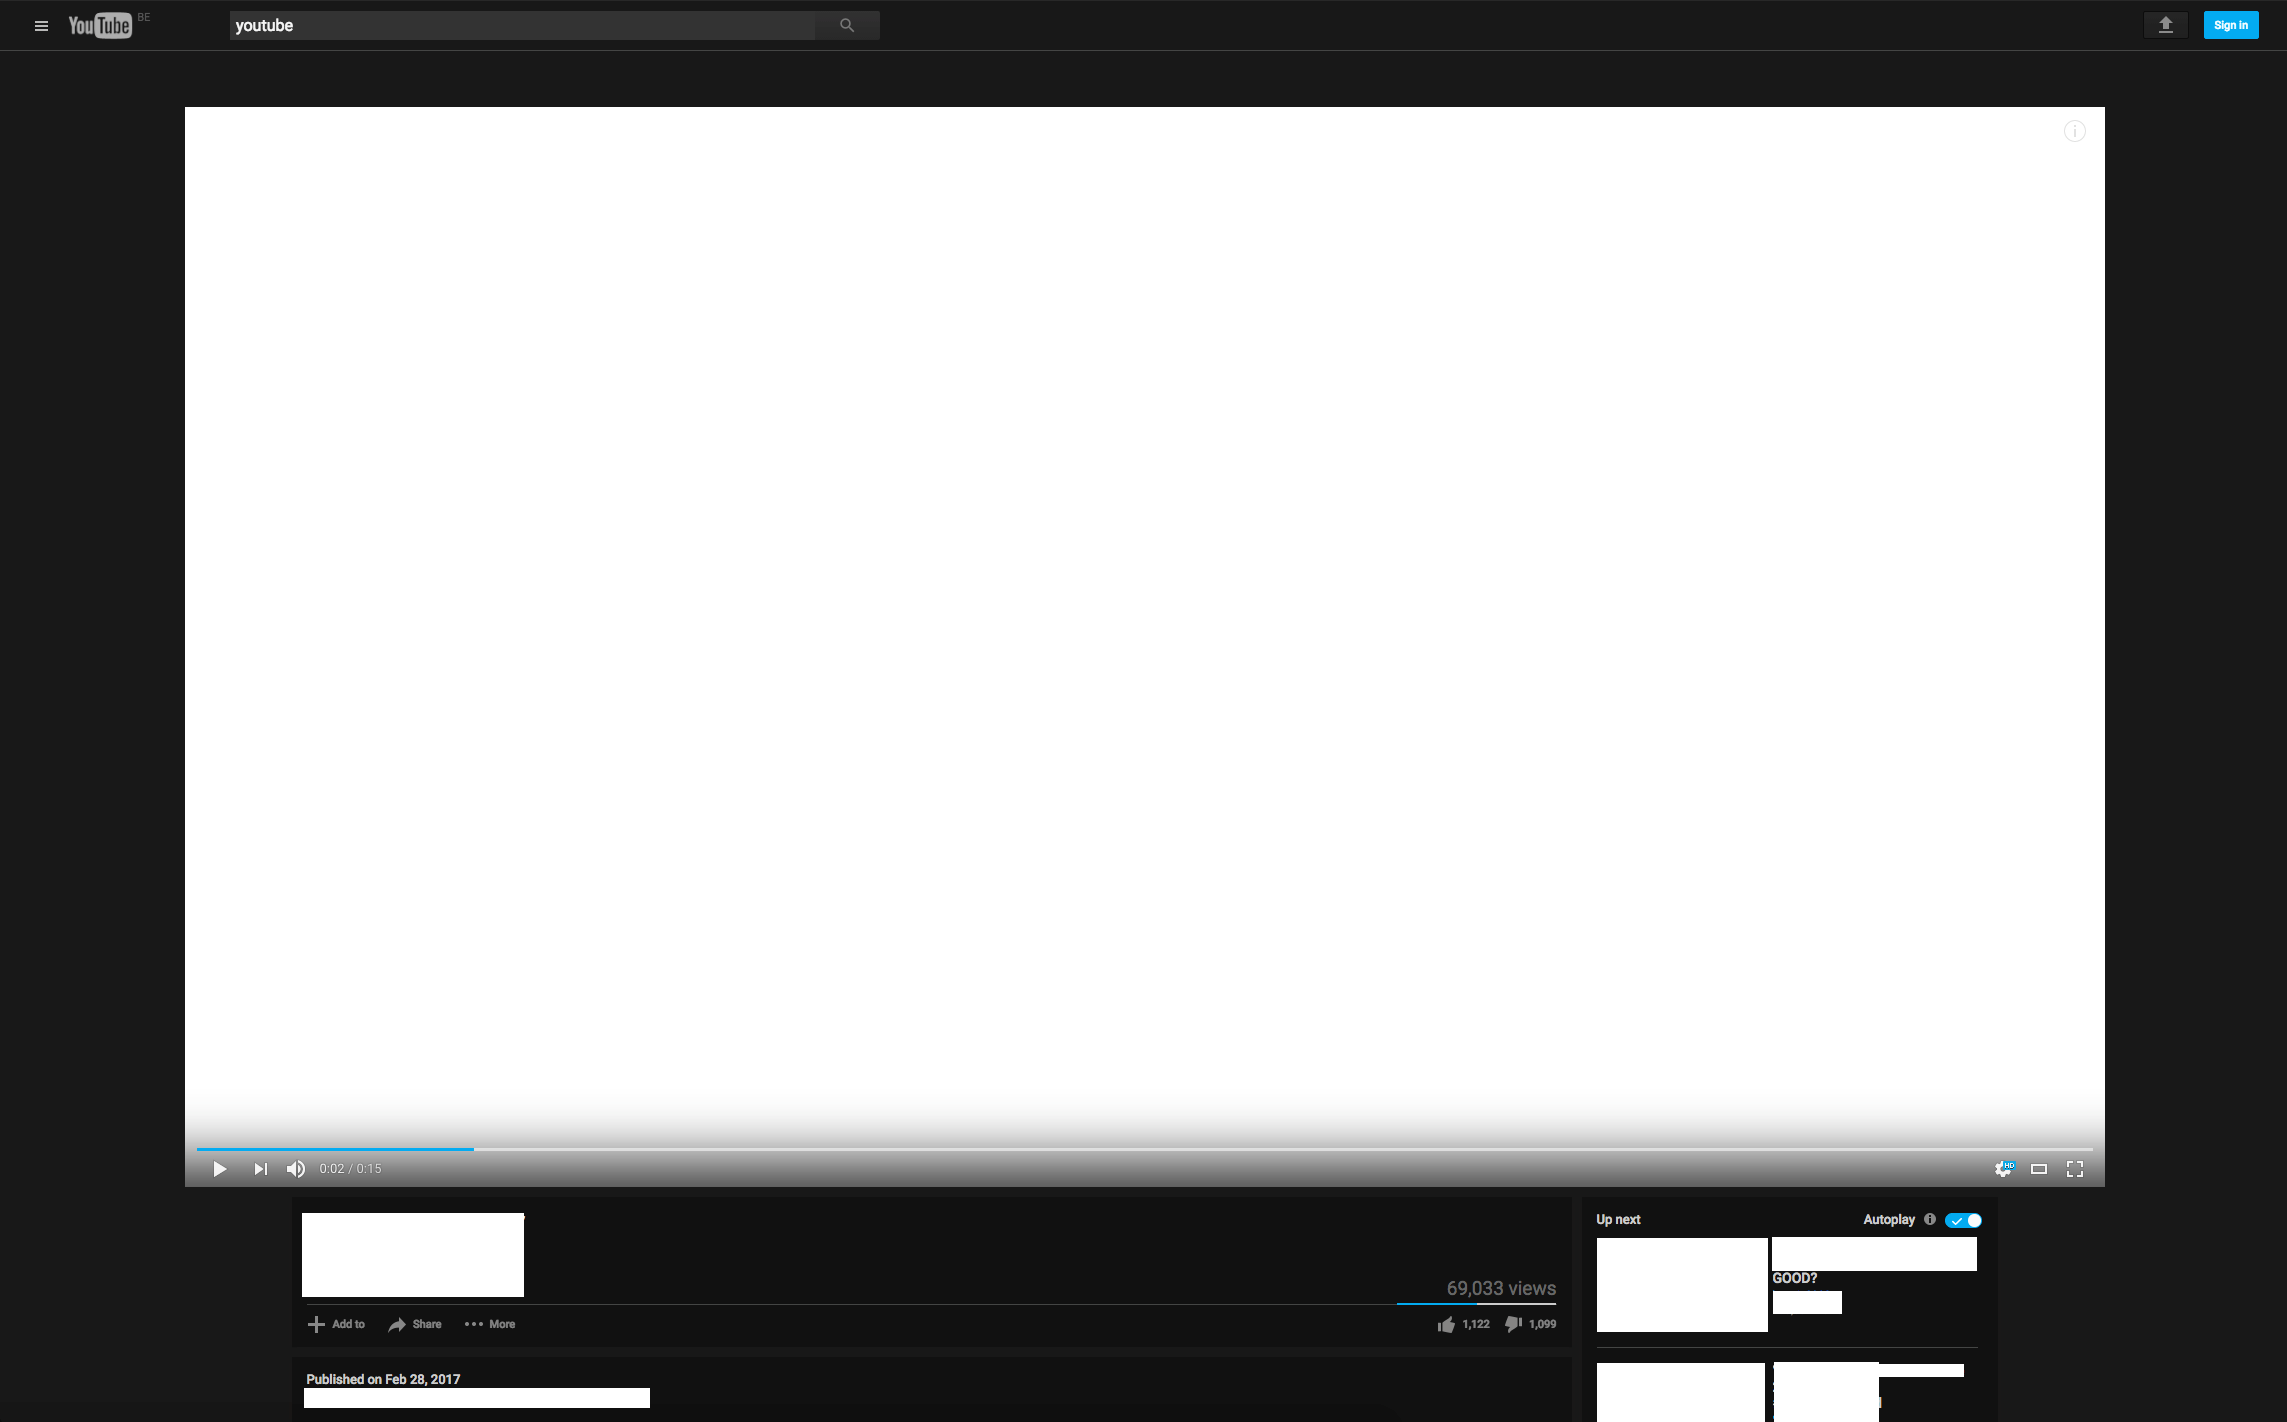 YouTube BE
youtube
Sign in
0:02 / 0:15
HD
69,033 views
Add to
Share
More
1,122
1,099
Published on Feb 28, 2017
Up next
Autoplay
GOOD?